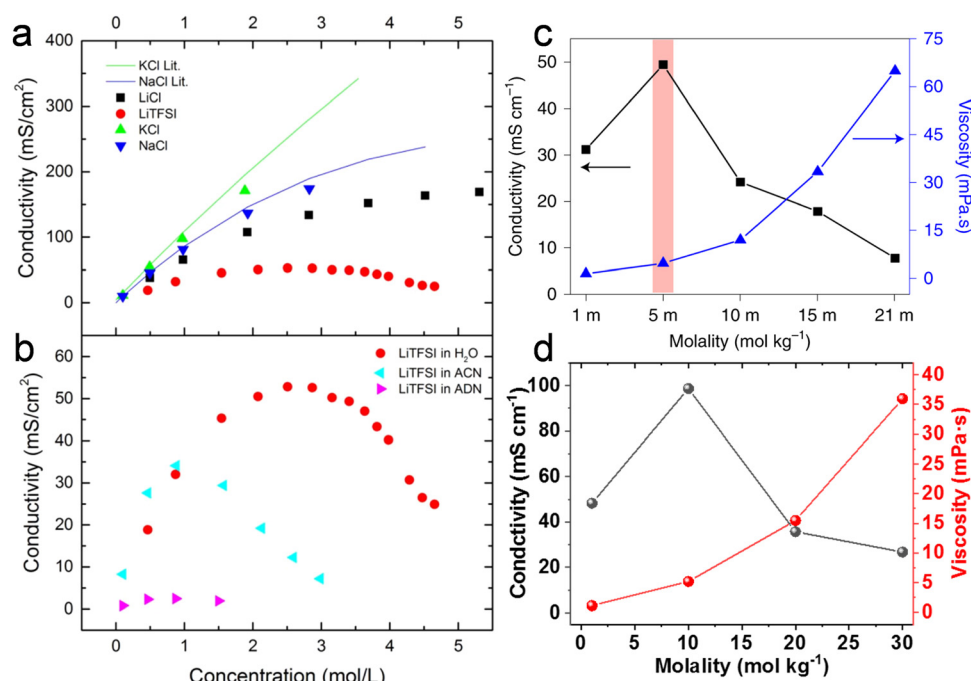 a
0 1 2 3 4 5
400
300
200
100
0
Conductivity (mS/cm²)
KCl Lit.
NaCl Lit.
LiCl
LiTFSI
KCl
NaCl
b
60
50
40
30
20
10
0
Conductivity (mS/cm²)
LiTFSI in H₂O
LiTFSI in ACN
LiTFSI in ADN
0 1 2 3 4 5
Concentration (mol/L)
c
50
40
30
20
10
0
Conductivity (mS cm⁻¹)
75
60
45
30
15
0
Viscosity
(mPa.s)
1 m 5 m 10 m 15 m 21 m
Molality (mol kg⁻¹)
d
100
80
60
40
20
0
Condctivity (mS cm⁻¹)
40
35
30
25
20
15
10
5
0
Viscosity (mPa·s)
0 5 10 15 20 25 30
Molality (mol kg⁻¹)